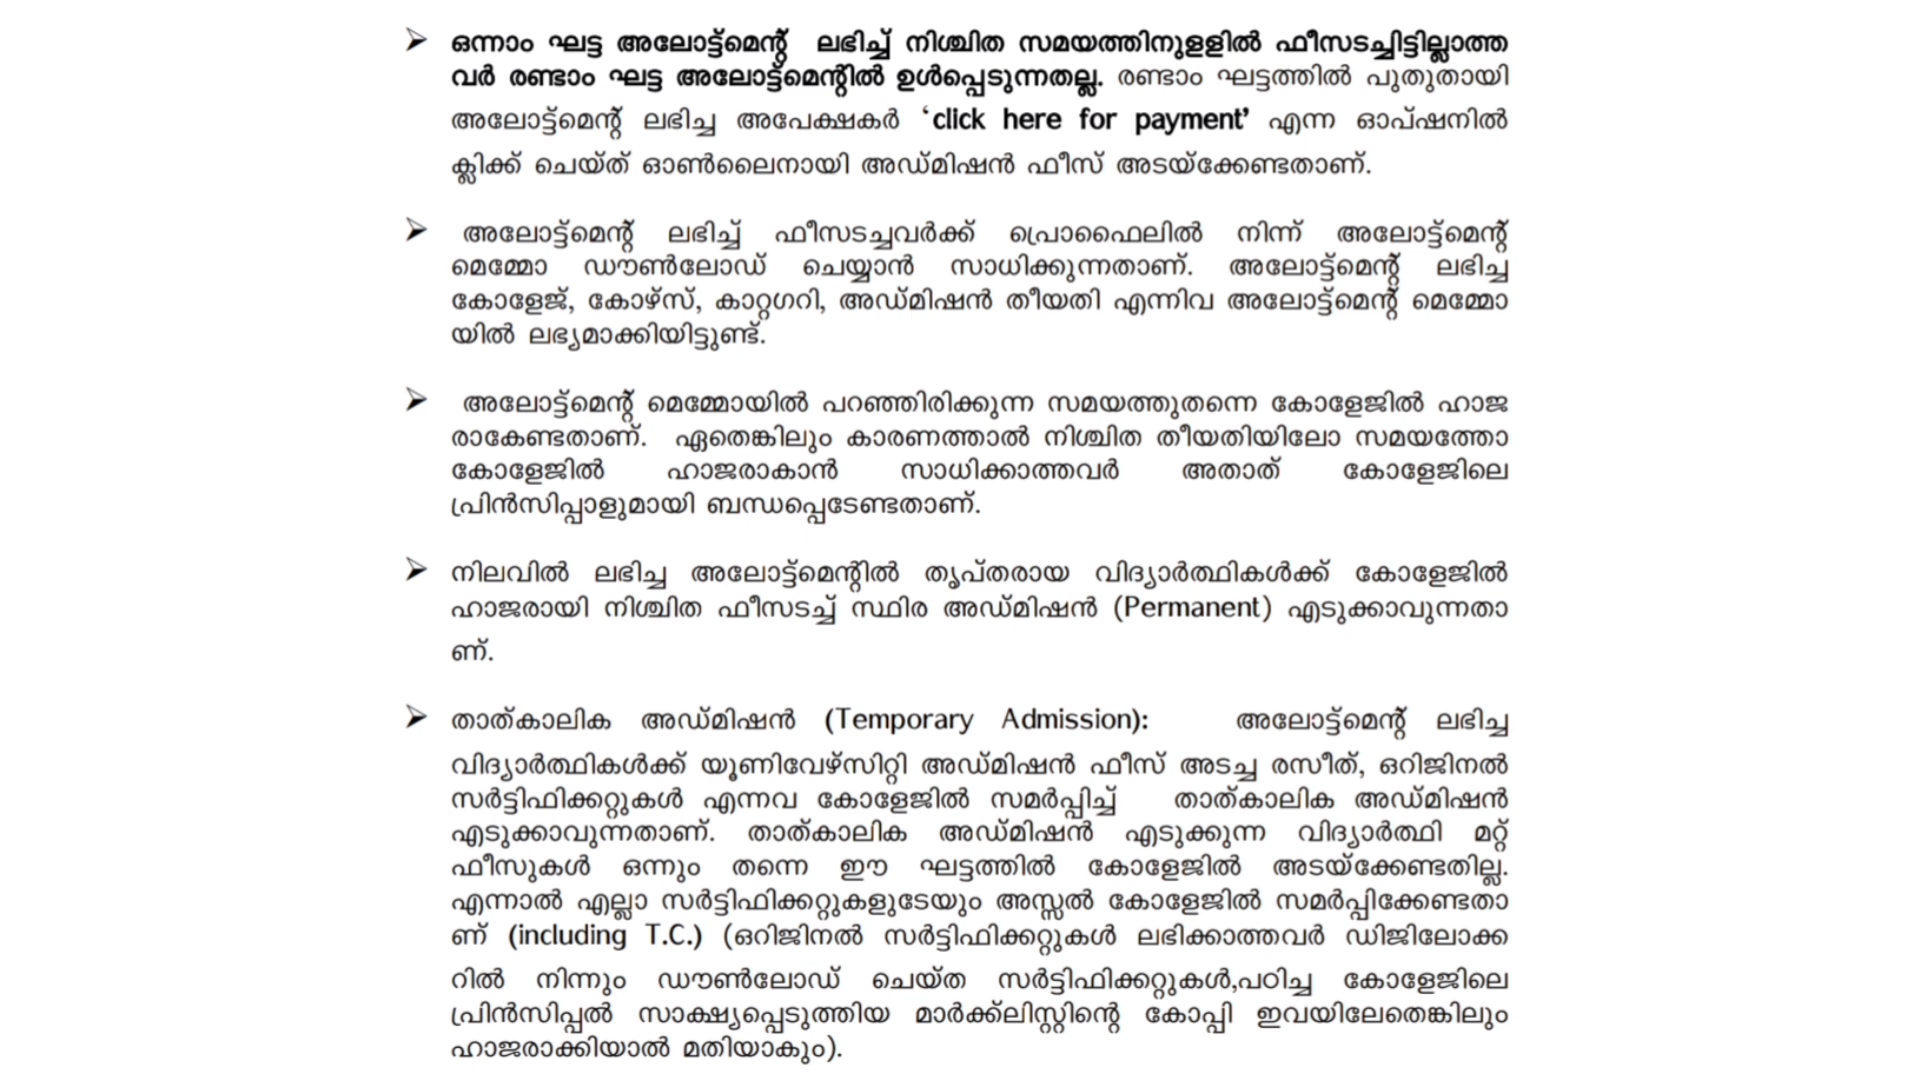 ➢ ഒന്നാം ഘട്ട അലോട്ട്മെന്റ് ലഭിച്ച് നിശ്ചിത സമയത്തിനുളളിൽ ഫീസടച്ചിട്ടില്ലാത്ത
വർ രണ്ടാം ഘട്ട അലോട്ട്മെന്റിൽ ഉൾപ്പെടുന്നതല്ല. രണ്ടാം ഘട്ടത്തിൽ പുതുതായി
അലോട്ട്മെന്റ് ലഭിച്ച അപേക്ഷകർ ‘click here for payment’ എന്ന ഓപ്ഷനിൽ
ക്ലിക്ക് ചെയ്ത് ഓൺലൈനായി അഡ്മിഷൻ ഫീസ് അടയ്ക്കേണ്ടതാണ്.
➢ അലോട്ട്മെന്റ് ലഭിച്ച് ഫീസടച്ചവർക്ക് പ്രൊഫൈലിൽ നിന്ന് അലോട്ട്മെന്റ്
മെമ്മോ ഡൗൺലോഡ് ചെയ്യാൻ സാധിക്കുന്നതാണ്. അലോട്ട്മെന്റ് ലഭിച്ച
കോളേജ്, കോഴ്സ്, കാറ്റഗറി, അഡ്മിഷൻ തീയതി എന്നിവ അലോട്ട്മെന്റ് മെമ്മോ
യിൽ ലഭ്യമാക്കിയിട്ടുണ്ട്.
➢ അലോട്ട്മെന്റ് മെമ്മോയിൽ പറഞ്ഞിരിക്കുന്ന സമയത്തുതന്നെ കോളേജിൽ ഹാജ
രാകേണ്ടതാണ്. ഏതെങ്കിലും കാരണത്താൽ നിശ്ചിത തീയതിയിലോ സമയത്തോ
കോളേജിൽ ഹാജരാകാൻ സാധിക്കാത്തവർ അതാത് കോളേജിലെ
പ്രിൻസിപ്പാളുമായി ബന്ധപ്പെടേണ്ടതാണ്.
➢ നിലവിൽ ലഭിച്ച അലോട്ട്മെന്റിൽ തൃപ്തരായ വിദ്യാർത്ഥികൾക്ക് കോളേജിൽ
ഹാജരായി നിശ്ചിത ഫീസടച്ച് സ്ഥിര അഡ്മിഷൻ (Permanent) എടുക്കാവുന്നതാ
ണ്.
➢ താത്കാലിക അഡ്മിഷൻ (Temporary Admission): അലോട്ട്മെന്റ് ലഭിച്ച
വിദ്യാർത്ഥികൾക്ക് യൂണിവേഴ്സിറ്റി അഡ്മിഷൻ ഫീസ് അടച്ച രസീത്, ഒറിജിനൽ
സർട്ടിഫിക്കറ്റുകൾ എന്നവ കോളേജിൽ സമർപ്പിച്ച് താത്കാലിക അഡ്മിഷൻ
എടുക്കാവുന്നതാണ്. താത്കാലിക അഡ്മിഷൻ എടുക്കുന്ന വിദ്യാർത്ഥി മറ്റ്
ഫീസുകൾ ഒന്നും തന്നെ ഈ ഘട്ടത്തിൽ കോളേജിൽ അടയ്ക്കേണ്ടതില്ല.
എന്നാൽ എല്ലാ സർട്ടിഫിക്കറ്റുകളുടേയും അസ്സൽ കോളേജിൽ സമർപ്പിക്കേണ്ടതാ
ണ് (including T.C.) (ഒറിജിനൽ സർട്ടിഫിക്കറ്റുകൾ ലഭിക്കാത്തവർ ഡിജിലോക്ക
റിൽ നിന്നും ഡൗൺലോഡ് ചെയ്ത സർട്ടിഫിക്കറ്റുകൾ,പഠിച്ച കോളേജിലെ
പ്രിൻസിപ്പൽ സാക്ഷ്യപ്പെടുത്തിയ മാർക്ക്ലിസ്റ്റിന്റെ കോപ്പി ഇവയിലേതെങ്കിലും
ഹാജരാക്കിയാൽ മതിയാകും).